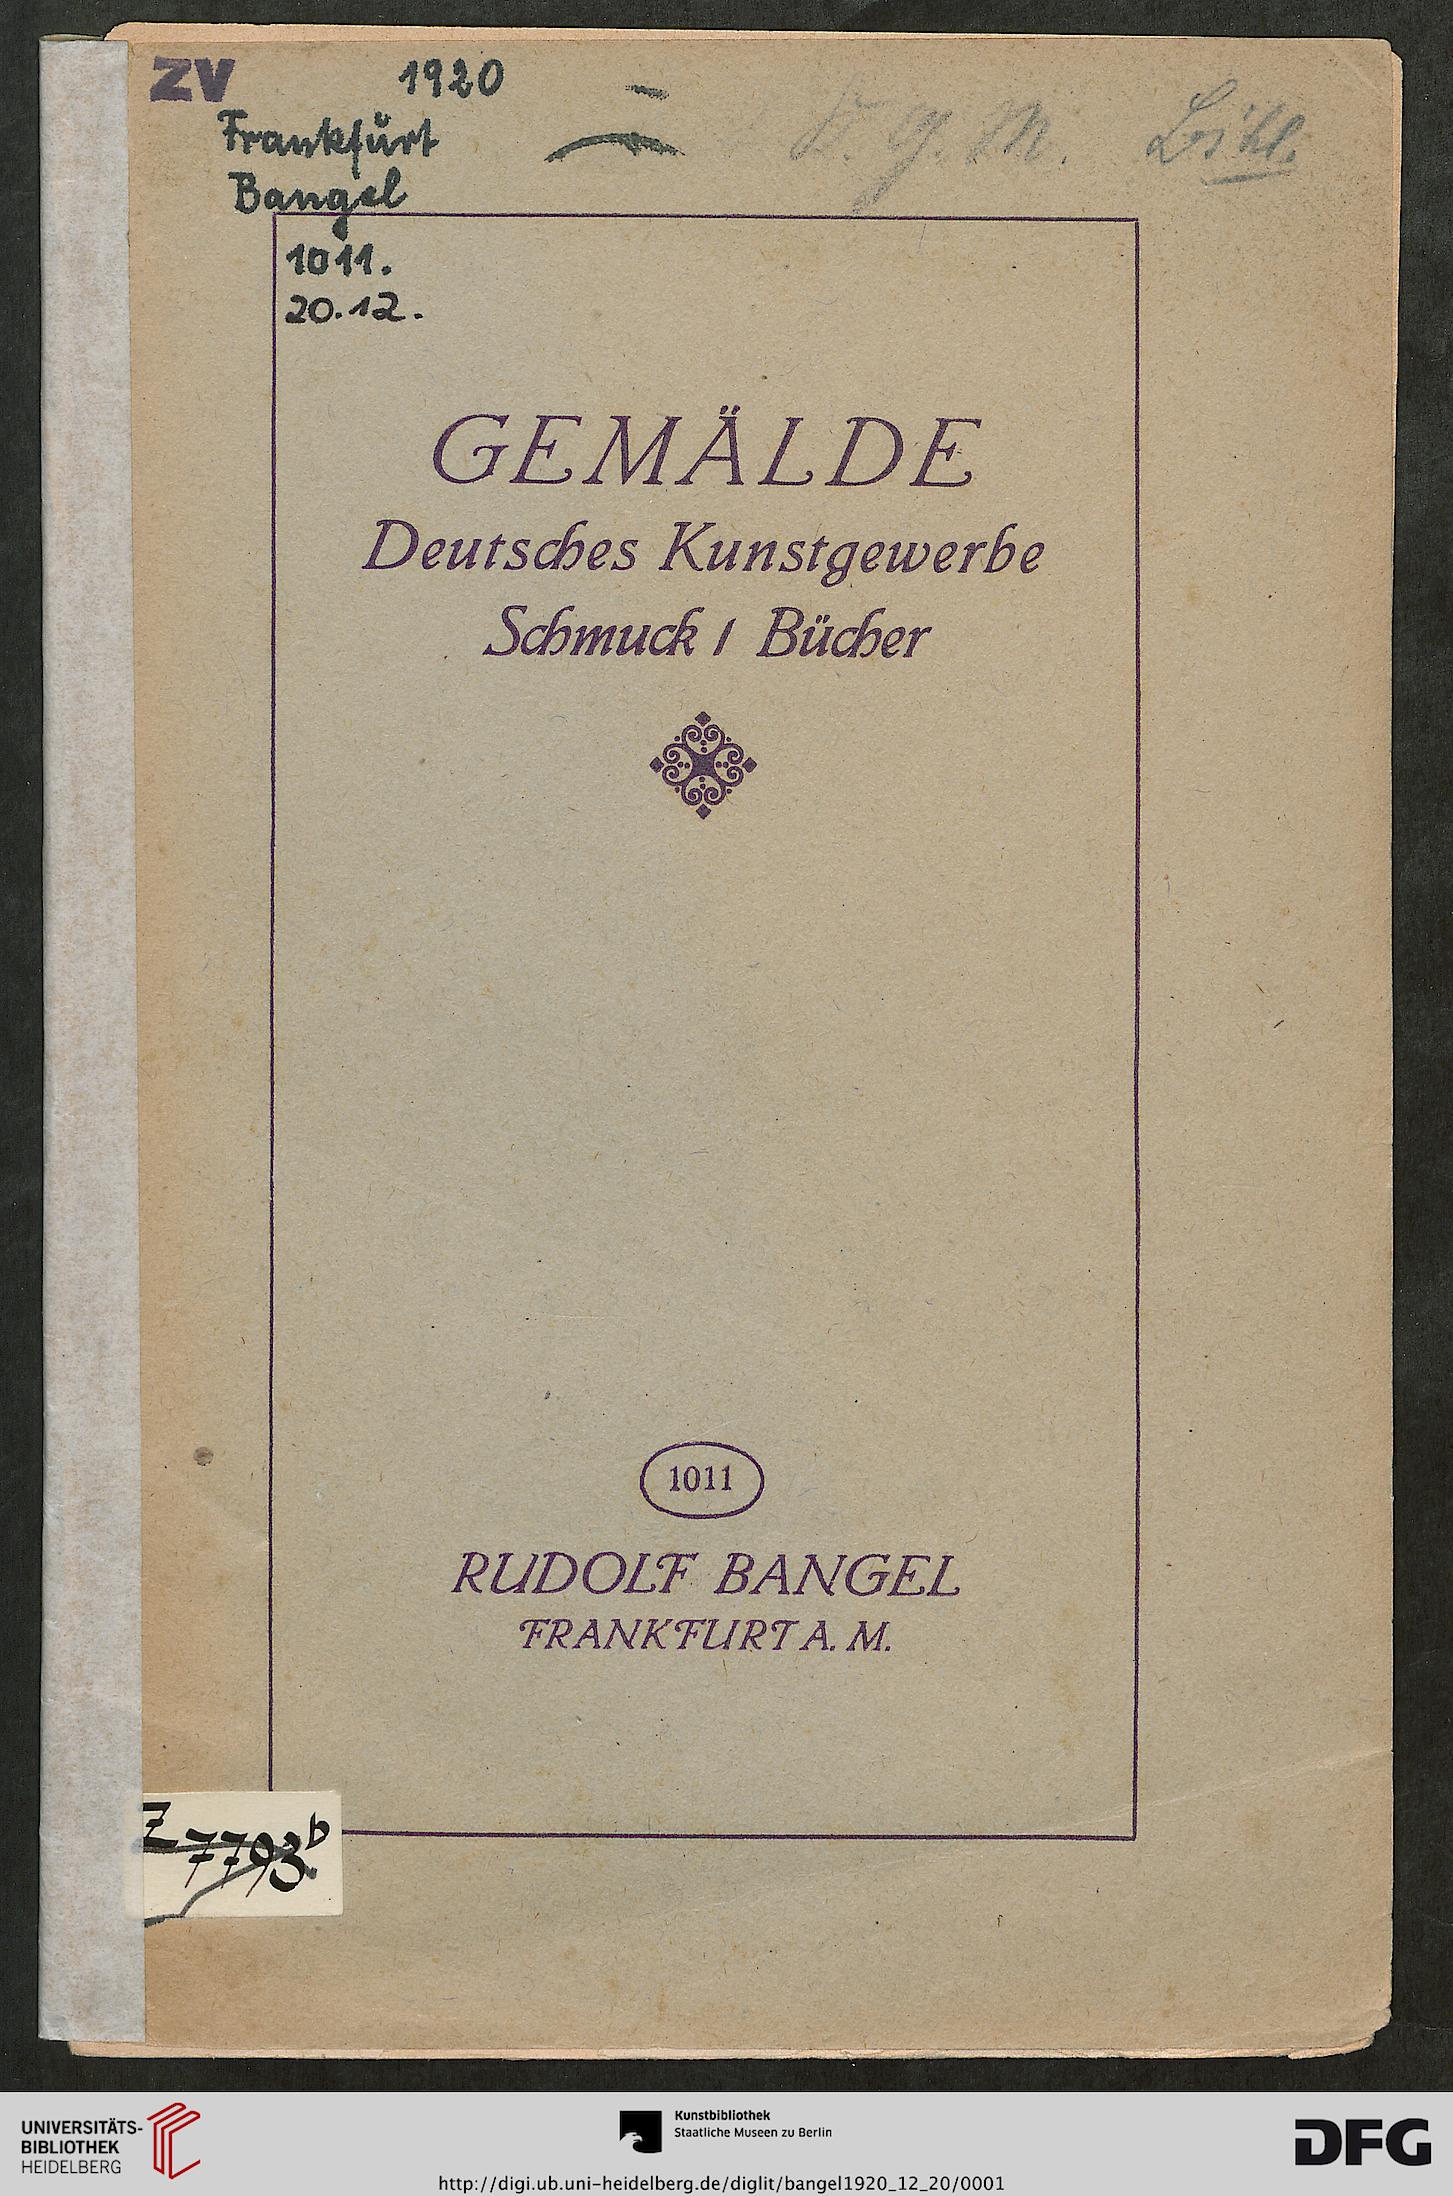 ZV 1920
Frankfurt
Bangel
1011.
20.12.
GEMÄLDE
Deutsches Kunstgewerbe
Schmuck / Bücher
1011
RUDOLF BANGEL
FRANKFURT A. M.
Z 7793 b
UNIVERSITÄTS-
BIBLIOTHEK
HEIDELBERG
Kunstbibliothek
Staatliche Museen zu Berlin
DFG
http://digi.ub.uni-heidelberg.de/diglit/bangel1920_12_20/0001